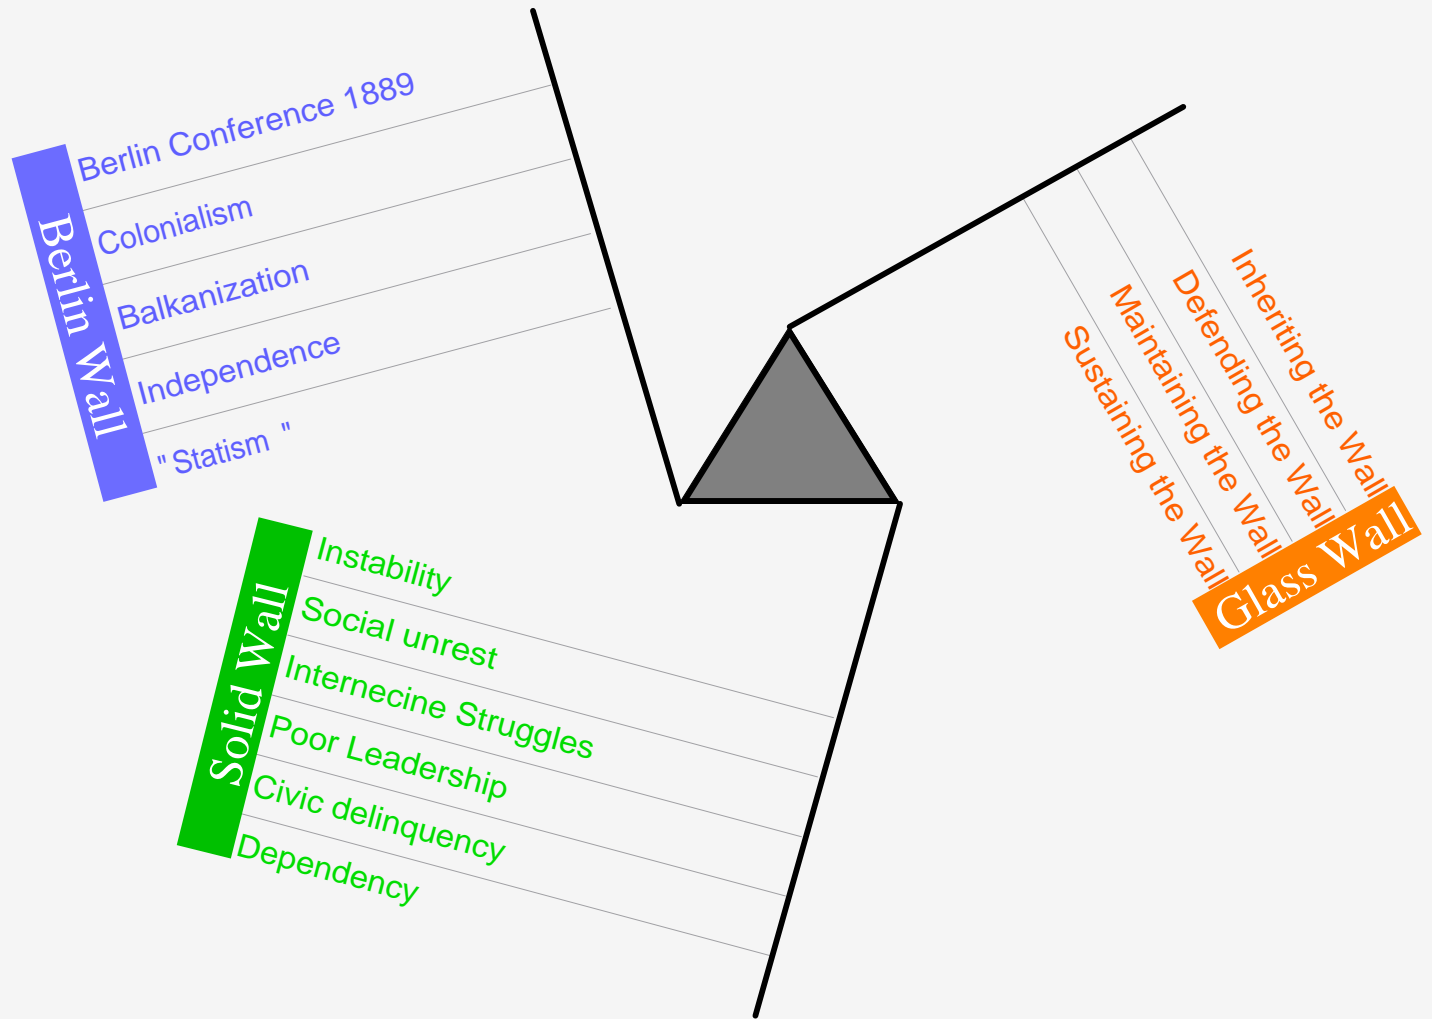 Berlin Wall
Berlin Conference 1889
Colonialism
Balkanization
Independence
"Statism "
Solid Wall
Instability
Social unrest
Internecine Struggles
Poor Leadership
Civic delinquency
Dependency
Glass Wall
Sustaining the Wall
Maintaining the Wall
Defending the Wall
Inheriting the Wall